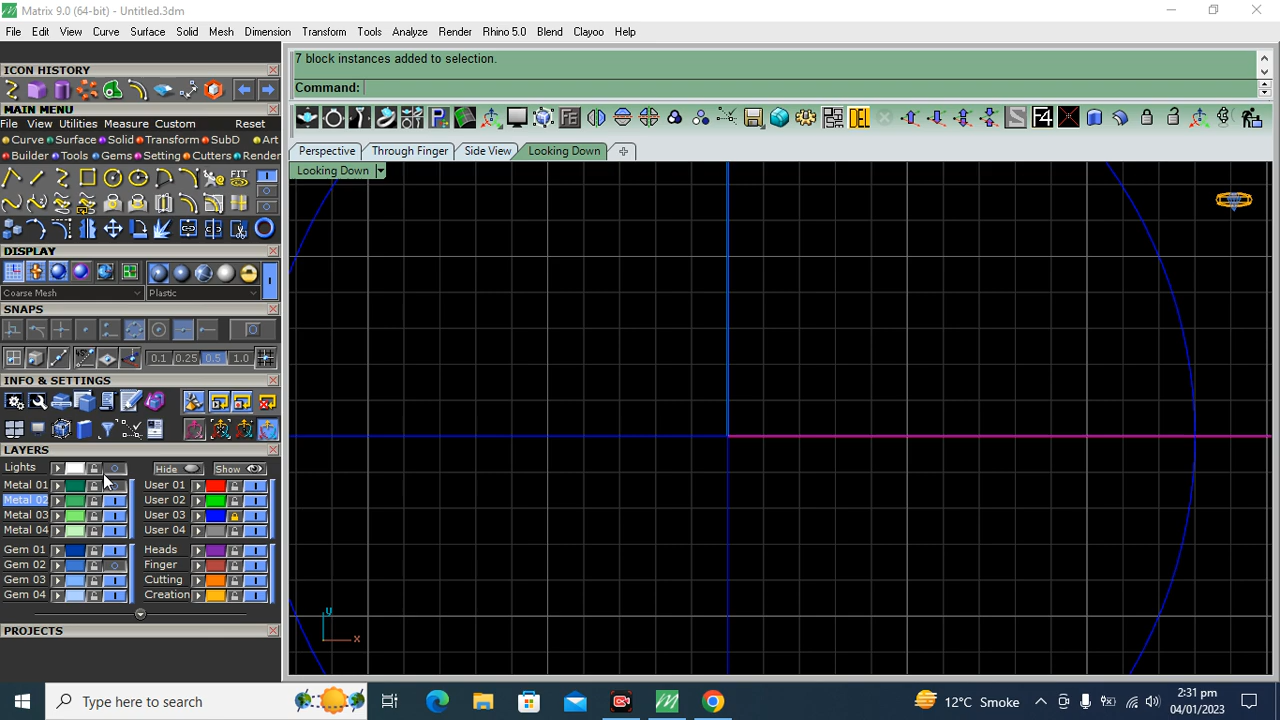 Matrix 9.0 (64-bit) - Untitled.3dm
File Edit View Curve Surface Solid Mesh Dimension Transform Tools Analyze Render Rhino 5.0 Blend Clayoo Help
7 block instances added to selection.
Command:
ICON HISTORY
MAIN MENU
File View Utilities Measure Custom Reset
Curve Surface Solid Transform SubD Art
Builder Tools Gems Setting Cutters Render
FIT
DISPLAY
Coarse Mesh Plastic
SNAPS
0.1 0.25 0.5 1.0
INFO & SETTINGS
LAYERS
Lights Hide Show
Metal 01 User 01
Metal 02 User 02
Metal 03 User 03
Metal 04 User 04
Gem 01 Heads
Gem 02 Finger
Gem 03 Cutting
Gem 04 Creation
PROJECTS
F4 DEL
Perspective Through Finger Side View Looking Down
Looking Down
y
x
Type here to search
12°C Smoke
2:31 pm
04/01/2023